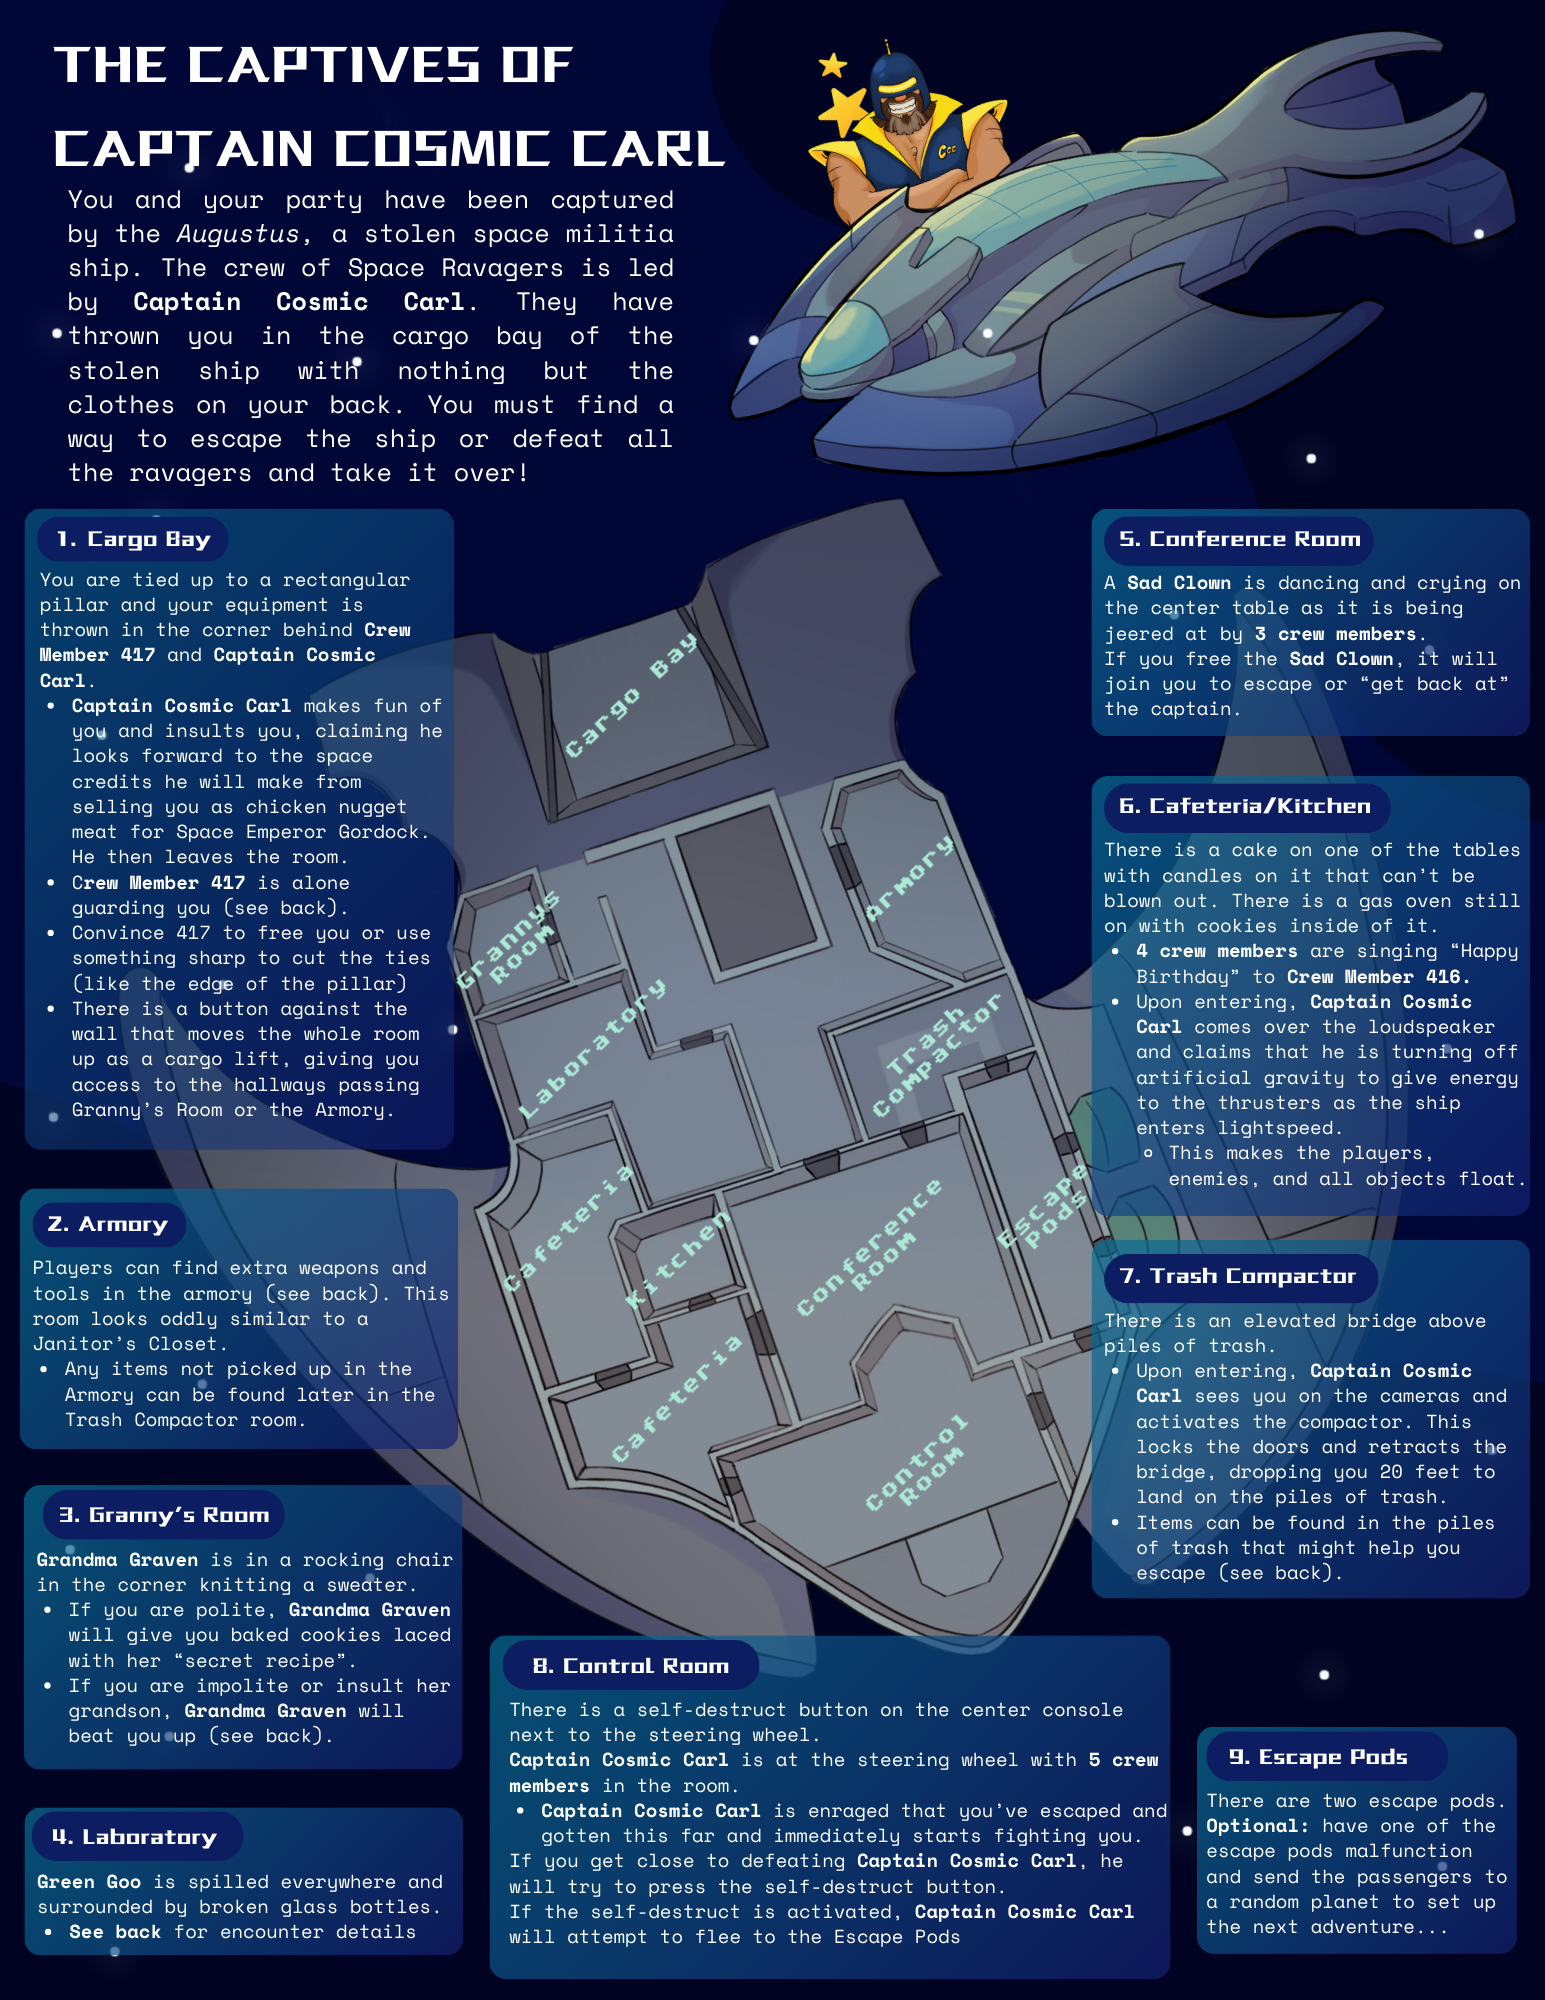 THE CAPTIVES OF
CAPTAIN COSMIC CARL
You and your party have been captured
by the Augustus, a stolen space militia
ship. The crew of Space Ravagers is led
by Captain Cosmic Carl. They have
thrown you in the cargo bay of the
stolen ship with nothing but the
clothes on your back. You must find a
way to escape the ship or defeat all
the ravagers and take it over!
CCC
1. Cargo Bay
You are tied up to a rectangular
pillar and your equipment is
thrown in the corner behind Crew
Member 417 and Captain Cosmic
Carl.
• Captain Cosmic Carl makes fun of
you and insults you, claiming he
looks forward to the space
credits he will make from
selling you as chicken nugget
meat for Space Emperor Gordock.
He then leaves the room.
• Crew Member 417 is alone
guarding you (see back).
• Convince 417 to free you or use
something sharp to cut the ties
(like the edge of the pillar)
• There is a button against the
wall that moves the whole room
up as a cargo lift, giving you
access to the hallways passing
Granny's Room or the Armory.
2. Armory
Players can find extra weapons and
tools in the armory (see back). This
room looks oddly similar to a
Janitor's Closet.
• Any items not picked up in the
Armory can be found later in the
Trash Compactor room.
3. Granny's Room
Grandma Graven is in a rocking chair
in the corner knitting a sweater.
• If you are polite, Grandma Graven
will give you baked cookies laced
with her “secret recipe”.
• If you are impolite or insult her
grandson, Grandma Graven will
beat you up (see back).
4. Laboratory
Green Goo is spilled everywhere and
surrounded by broken glass bottles.
• See back for encounter details
Cargo Bay
Armory
Grannys
Room
Laboratory
Trash
Compactor
Cafeteria
Kitchen
Conference
Room
Escape
Pods
Cafeteria
Control
Room
5. Conference Room
A Sad Clown is dancing and crying on
the center table as it is being
jeered at by 3 crew members.
If you free the Sad Clown, it will
join you to escape or “get back at”
the captain.
6. Cafeteria/Kitchen
There is a cake on one of the tables
with candles on it that can't be
blown out. There is a gas oven still
on with cookies inside of it.
• 4 crew members are singing “Happy
Birthday” to Crew Member 416.
• Upon entering, Captain Cosmic
Carl comes over the loudspeaker
and claims that he is turning off
artificial gravity to give energy
to the thrusters as the ship
enters lightspeed.
◦ This makes the players,
enemies, and all objects float.
7. Trash Compactor
There is an elevated bridge above
piles of trash.
• Upon entering, Captain Cosmic
Carl sees you on the cameras and
activates the compactor. This
locks the doors and retracts the
bridge, dropping you 20 feet to
land on the piles of trash.
• Items can be found in the piles
of trash that might help you
escape (see back).
8. Control Room
There is a self-destruct button on the center console
next to the steering wheel.
Captain Cosmic Carl is at the steering wheel with 5 crew
members in the room.
• Captain Cosmic Carl is enraged that you've escaped and
gotten this far and immediately starts fighting you.
If you get close to defeating Captain Cosmic Carl, he
will try to press the self-destruct button.
If the self-destruct is activated, Captain Cosmic Carl
will attempt to flee to the Escape Pods
9. Escape Pods
There are two escape pods.
Optional: have one of the
escape pods malfunction
and send the passengers to
a random planet to set up
the next adventure...